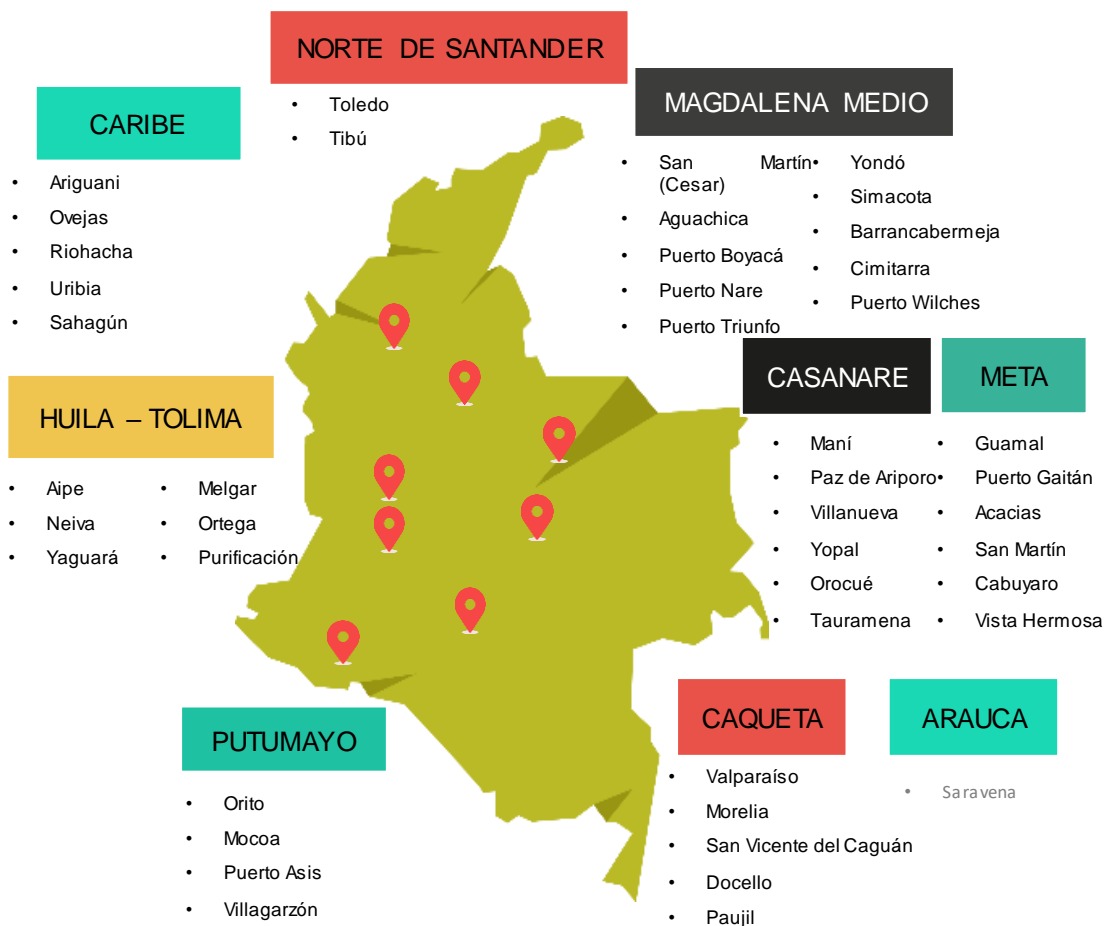 NORTE DE SANTANDER
• Toledo
• Tibú
CARIBE
• Ariguani
• Ovejas
• Riohacha
• Uribia
• Sahagún
MAGDALENA MEDIO
• San Martín
(Cesar)
• Aguachica
• Puerto Boyacá
• Puerto Nare
• Puerto Triunfo
• Yondó
• Simacota
• Barrancabermeja
• Cimitarra
• Puerto Wilches
HUILA – TOLIMA
• Aipe
• Neiva
• Yaguará
• Melgar
• Ortega
• Purificación
CASANARE
• Maní
• Paz de Ariporo
• Villanueva
• Yopal
• Orocué
• Tauramena
META
• Guamal
• Puerto Gaitán
• Acacias
• San Martín
• Cabuyaro
• Vista Hermosa
PUTUMAYO
• Orito
• Mocoa
• Puerto Asis
• Villagarzón
CAQUETA
• Valparaíso
• Morelia
• San Vicente del Caguán
• Docello
• Paujil
ARAUCA
• Saravena